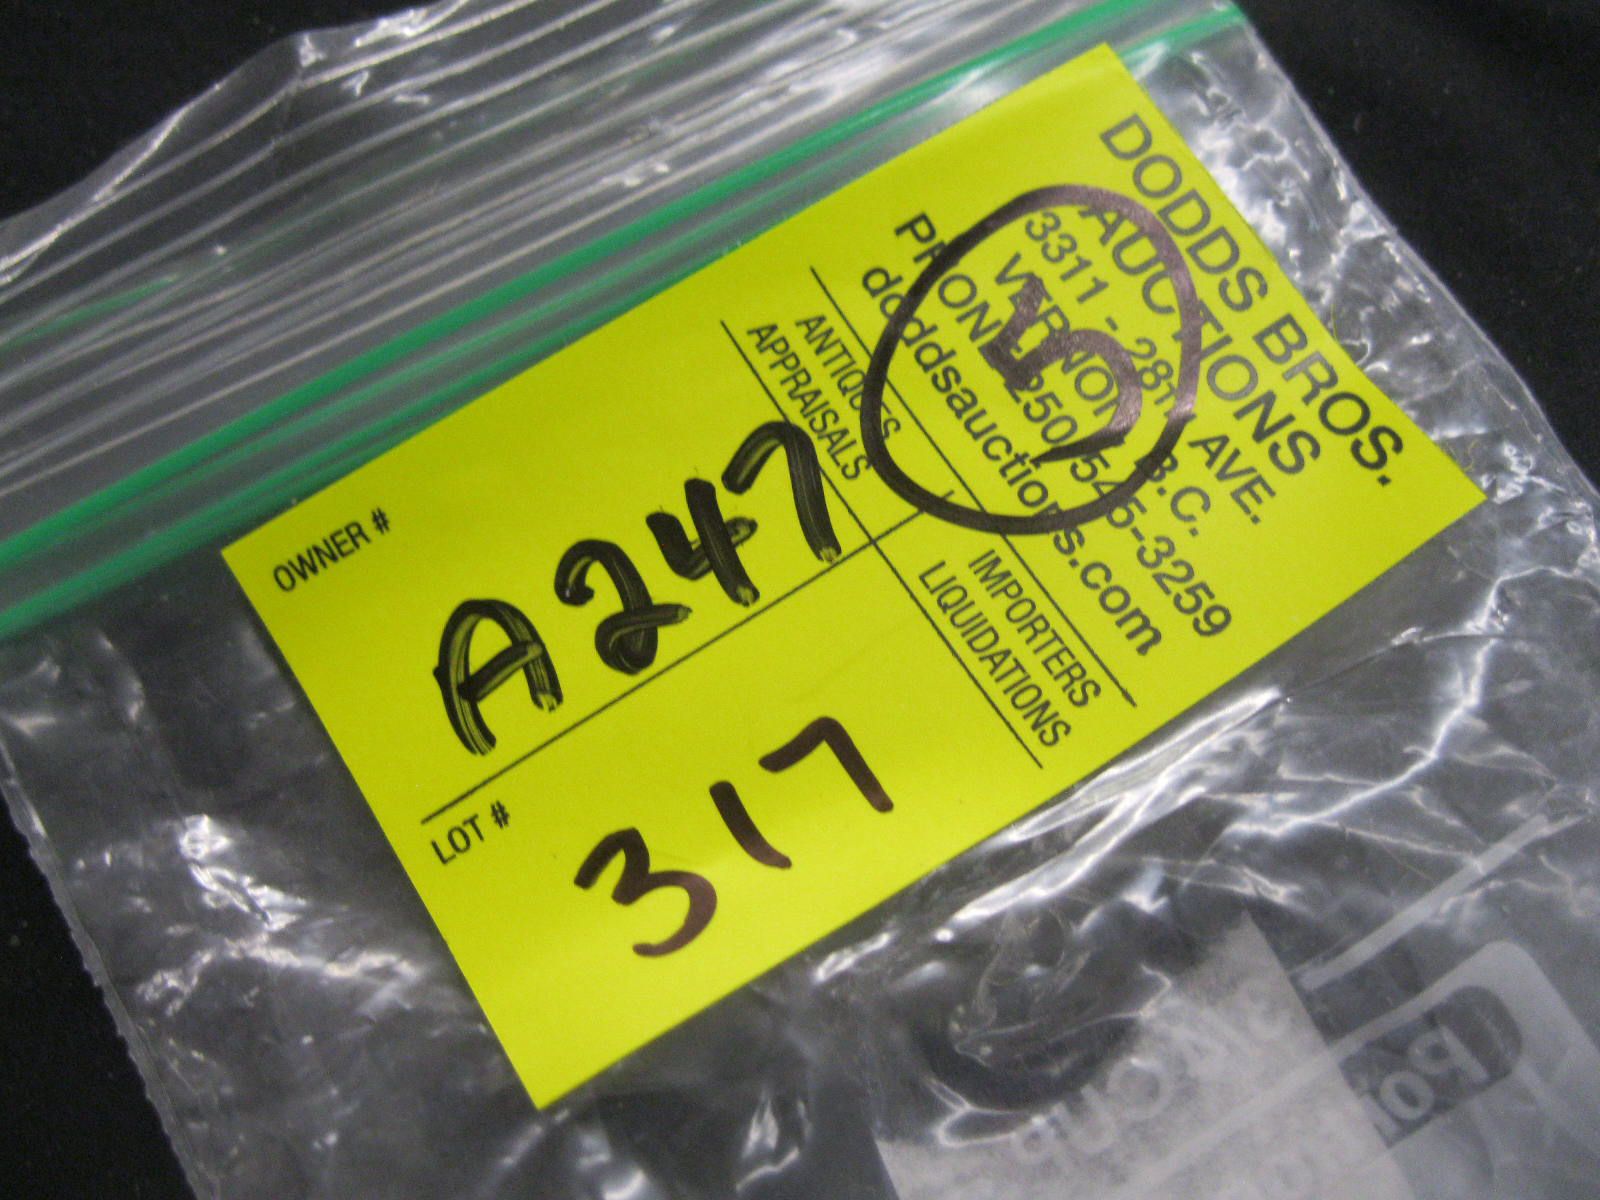 DODDS BROS.
AUCTIONS
3311 - 28TH AVE.
VERNON, B.C.
PHONE 250-545-3259
doddsauctions.com
5
ANTIQUES
APPRAISALS
IMPORTERS
LIQUIDATIONS
OWNER #
A247
LOT #
317